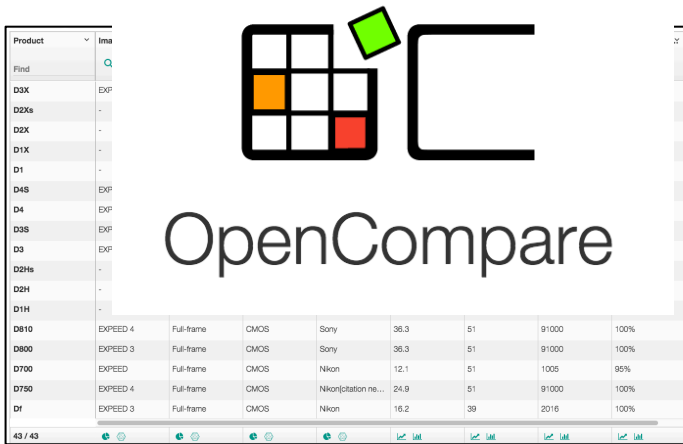 Product Ima
Find
D3X EXP
D2Xs -
D2X -
D1X -
D1 -
D4S EXP
D4 EXP
D3S EXP
D3 EXP
OpenCompare
D2Hs -
D2H -
D1H -
D810 EXPEED 4 Full-frame CMOS Sony 36.3 51 91000 100%
D800 EXPEED 3 Full-frame CMOS Sony 36.3 51 91000 100%
D700 EXPEED Full-frame CMOS Nikon 12.1 51 1005 95%
D750 EXPEED 4 Full-frame CMOS Nikon[citation ne... 24.9 51 91000 100%
Df EXPEED 3 Full-frame CMOS Nikon 16.2 39 2016 100%
43 / 43